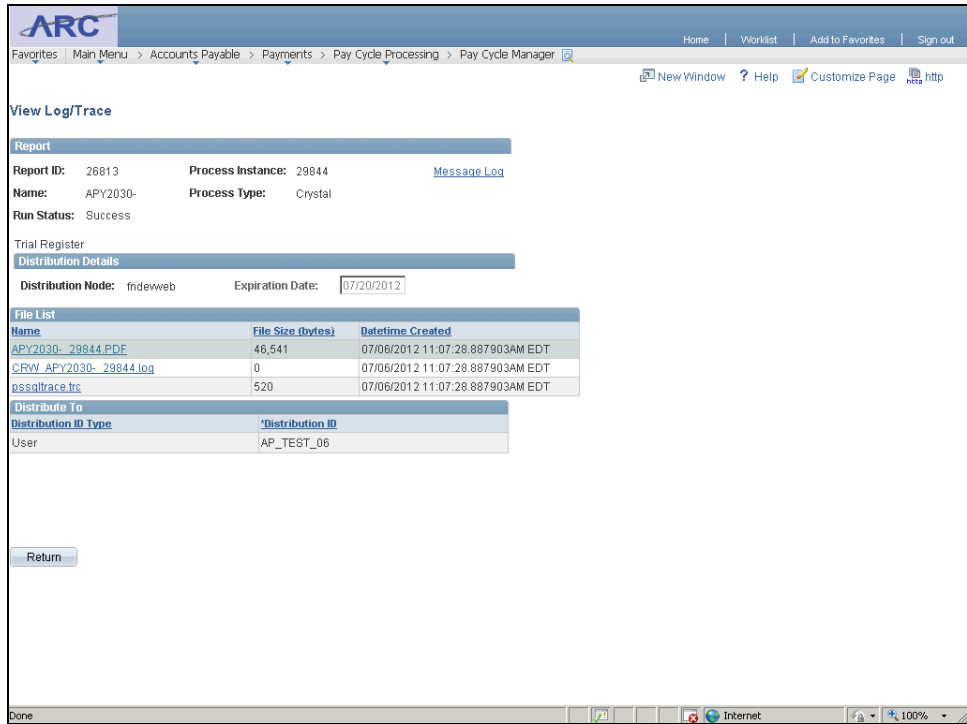 ARC
Home | Worklist | Add to Favorites | Sign out
Favorites Main Menu > Accounts Payable > Payments > Pay Cycle Processing > Pay Cycle Manager
New Window ? Help Customize Page http
View Log/Trace
Report
Report ID: 26813 Process Instance: 29844 Message Log
Name: APY2030- Process Type: Crystal
Run Status: Success
Trial Register
Distribution Details
Distribution Node: fndevweb Expiration Date: 07/20/2012
File List
Name File Size (bytes) Datetime Created
APY2030-_29844.PDF 46,541 07/06/2012 11:07:28.887903AM EDT
CRW_APY2030-_29844.log 0 07/06/2012 11:07:28.887903AM EDT
pssqltrace.trc 520 07/06/2012 11:07:28.887903AM EDT
Distribute To
Distribution ID Type *Distribution ID
User AP_TEST_06
Return
Done Internet 100%